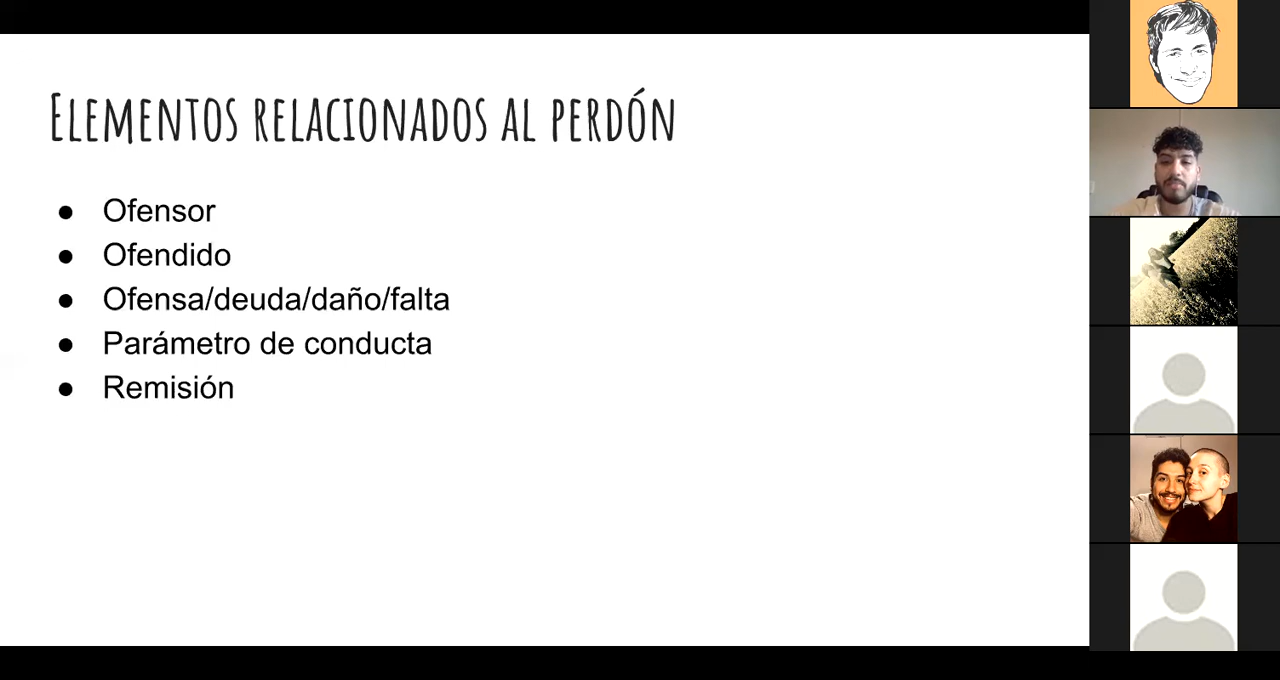 Elementos relacionados al perdón
● Ofensor
● Ofendido
● Ofensa/deuda/daño/falta
● Parámetro de conducta
● Remisión